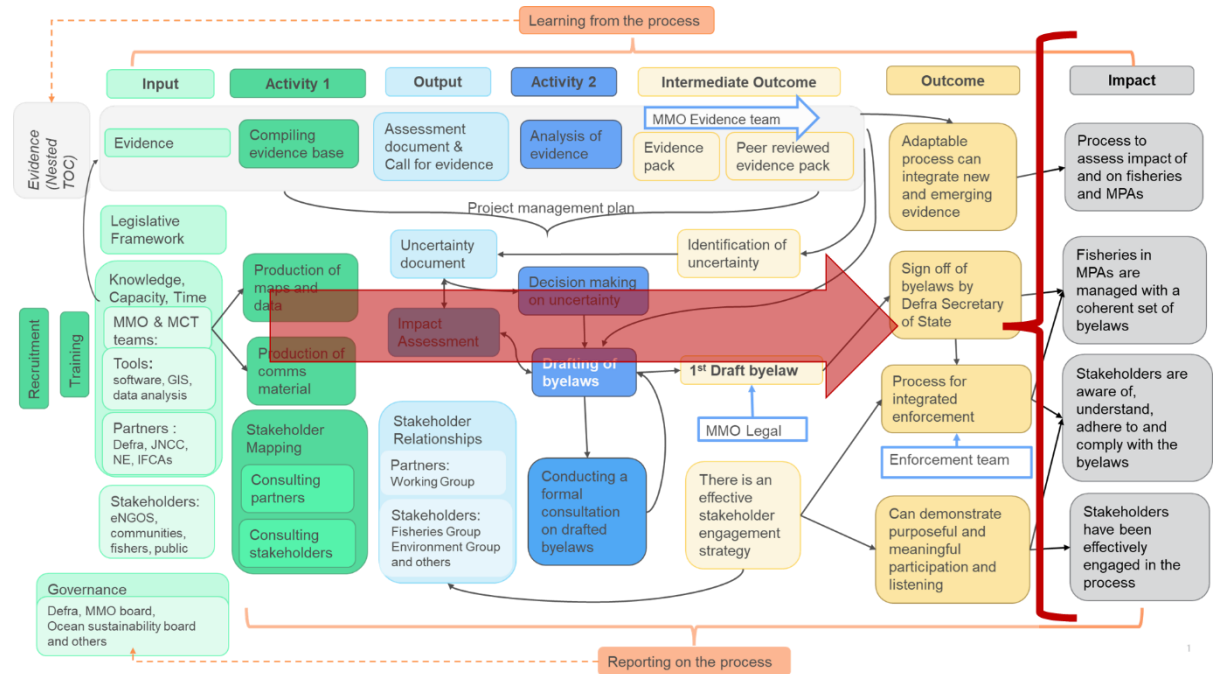 Learning from the process
Input
Activity 1
Output
Activity 2
Intermediate Outcome
Outcome
Impact
Evidence
(Nested
TOC)
Evidence
Compiling
evidence base
Assessment
document &
Call for evidence
Analysis of
evidence
MMO Evidence team
Evidence
pack
Peer reviewed
evidence pack
Adaptable
process can
integrate new
and emerging
evidence
Process to
assess impact of
and on fisheries
and MPAs
Project management plan
Legislative
Framework
Uncertainty
document
Identification of
uncertainty
Knowledge,
Capacity, Time
MMO & MCT
teams:
Tools:
software, GIS,
data analysis
Partners :
Defra, JNCC,
NE, IFCAs
Recruitment
Training
Production of
maps and
data
Decision making
on uncertainty
Impact
Assessment
Sign off of
byelaws by
Defra Secretary
of State
Fisheries in
MPAs are
managed with a
coherent set of
byelaws
Production of
comms
material
Drafting of
byelaws
1st Draft byelaw
MMO Legal
Process for
integrated
enforcement
Enforcement team
Stakeholders are
aware of,
understand,
adhere to and
comply with the
byelaws
Stakeholder
Mapping
Consulting
partners
Consulting
stakeholders
Stakeholder
Relationships
Partners:
Working Group
Stakeholders:
Fisheries Group
Environment Group
and others
Conducting a
formal
consultation
on drafted
byelaws
There is an
effective
stakeholder
engagement
strategy
Can demonstrate
purposeful and
meaningful
participation and
listening
Stakeholders
have been
effectively
engaged in the
process
Stakeholders:
eNGOS,
communities,
fishers, public
Governance
Defra, MMO board,
Ocean sustainability board
and others
Reporting on the process
1